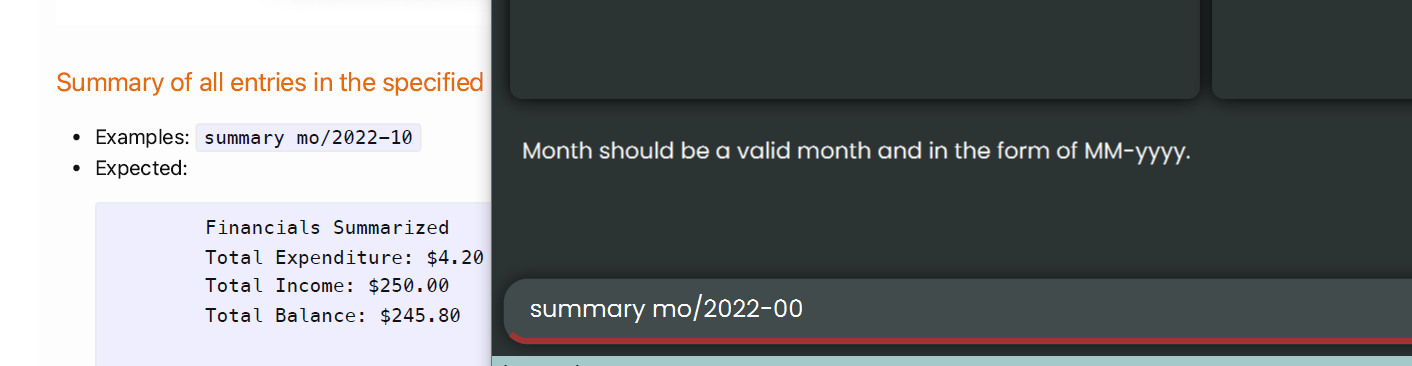 Summary of all entries in the specified
• Examples: summary mo/2022-10
• Expected:
Financials Summarized
Total Expenditure: $4.20
Total Income: $250.00
Total Balance: $245.80
Month should be a valid month and in the form of MM-yyyy.
summary mo/2022-00